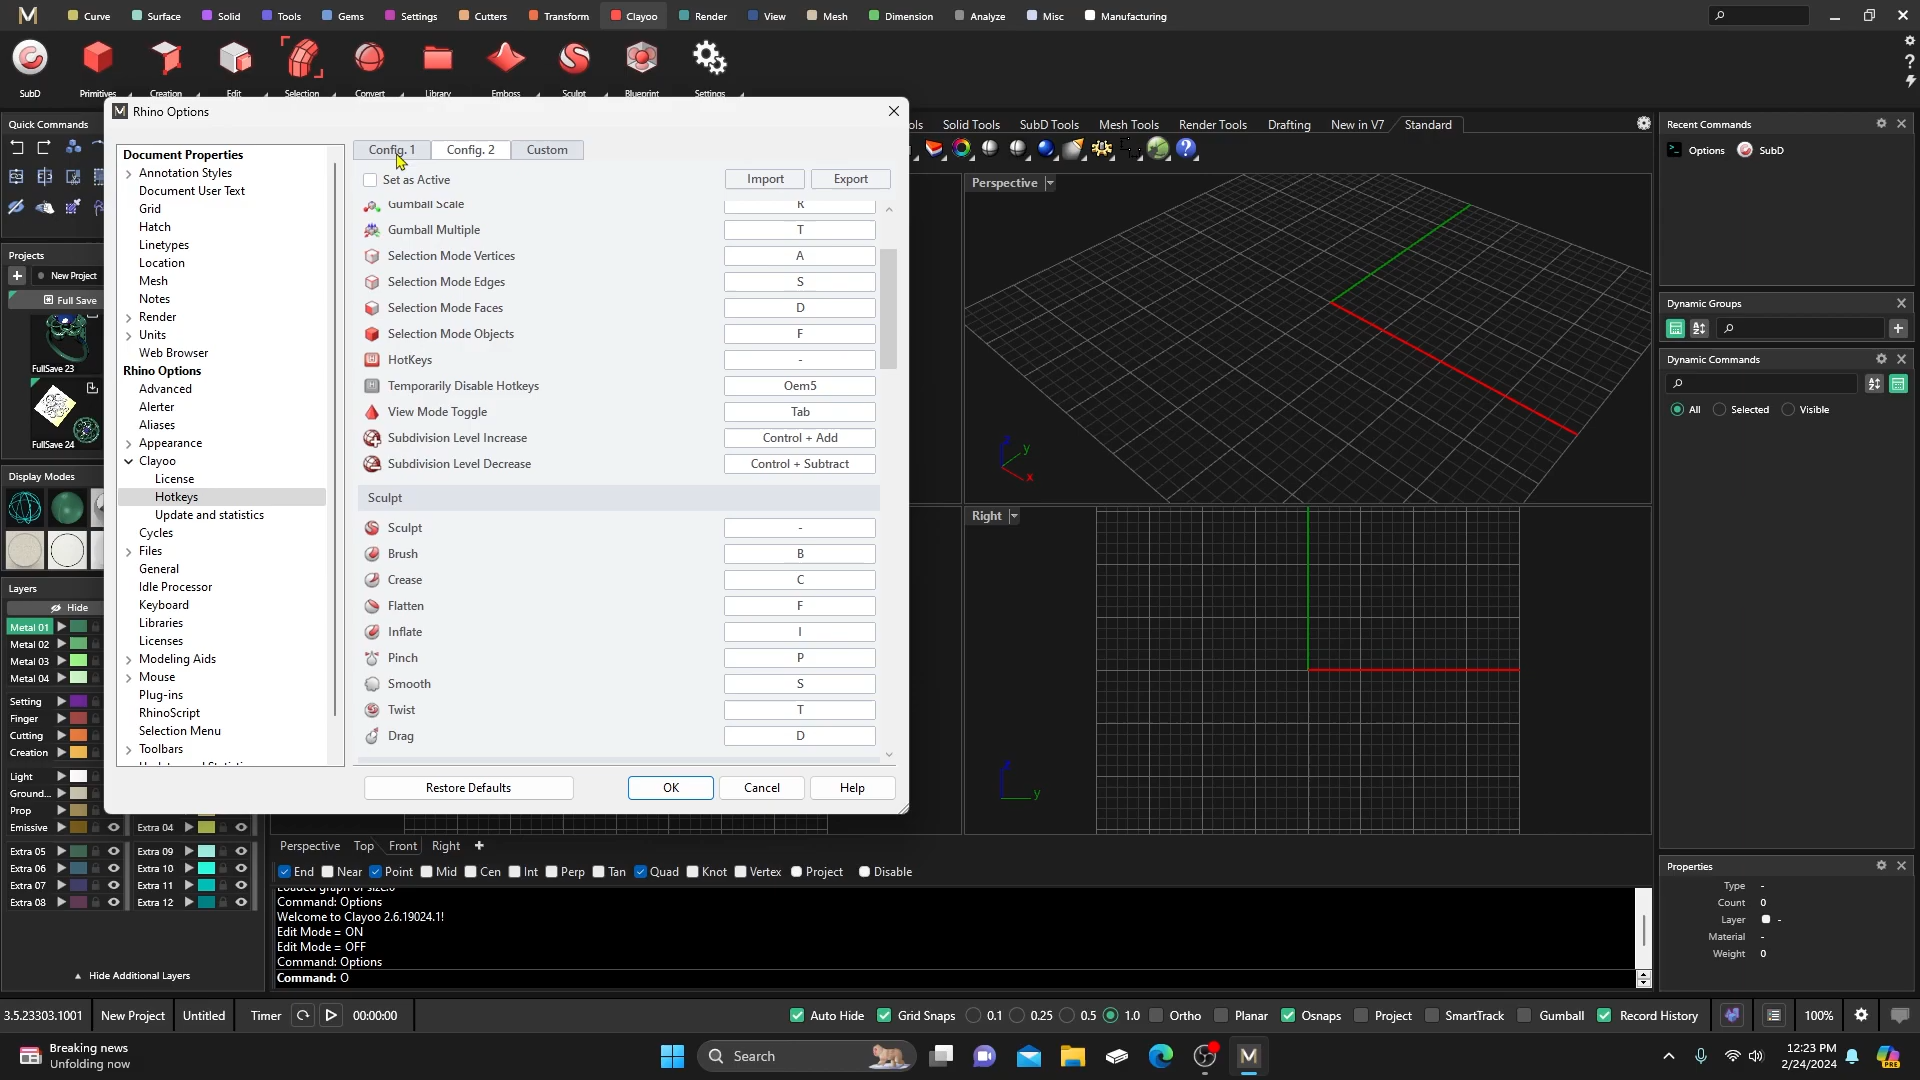 Curve Surface Solid Tools Gems Settings Cutters Transform Clayoo Render View Mesh Dimension Analyze Misc Manufacturing
SubD Primitives Creation Edit Selection Convert Library Emboss Sculpt Blueprint Settings
Rhino Options
Quick Commands
Projects
New Project
Full Save
FullSave 23
FullSave 24
Display Modes
Layers
Hide
Metal 01
Metal 02
Metal 03
Metal 04
Setting
Finger
Cutting
Creation
Light
Ground...
Prop
Emissive
Extra 04
Extra 05 Extra 09
Extra 06 Extra 10
Extra 07 Extra 11
Extra 08 Extra 12
Hide Additional Layers
Document Properties
Annotation Styles
Document User Text
Grid
Hatch
Linetypes
Location
Mesh
Notes
Render
Units
Web Browser
Rhino Options
Advanced
Alerter
Aliases
Appearance
Clayoo
License
Hotkeys
Update and statistics
Cycles
Files
General
Idle Processor
Keyboard
Libraries
Licenses
Modeling Aids
Mouse
Plug-ins
RhinoScript
Selection Menu
Toolbars
Config. 1 Config. 2 Custom
Set as Active Import Export
Gumball Scale R
Gumball Multiple T
Selection Mode Vertices A
Selection Mode Edges S
Selection Mode Faces D
Selection Mode Objects F
HotKeys -
Temporarily Disable Hotkeys Oem5
View Mode Toggle Tab
Subdivision Level Increase Control + Add
Subdivision Level Decrease Control + Subtract
Sculpt
Sculpt -
Brush B
Crease C
Flatten F
Inflate I
Pinch P
Smooth S
Twist T
Drag D
Restore Defaults OK Cancel Help
Solid Tools SubD Tools Mesh Tools Render Tools Drafting New in V7 Standard
Perspective
y
x
Right
y
Recent Commands
Options SubD
Dynamic Groups
Dynamic Commands
All Selected Visible
Properties
Type -
Count 0
Layer -
Material -
Weight 0
Perspective Top Front Right
End Near Point Mid Cen Int Perp Tan Quad Knot Vertex Project Disable
Loaded graph of size:0
Command: Options
Welcome to Clayoo 2.6.19024.1!
Edit Mode = ON
Edit Mode = OFF
Command: Options
Command: O
3.5.23303.1001 New Project Untitled Timer 00:00:00 Auto Hide Grid Snaps 0.1 0.25 0.5 1.0 Ortho Planar Osnaps Project SmartTrack Gumball Record History 100%
Breaking news
Unfolding now
Search
12:23 PM
2/24/2024